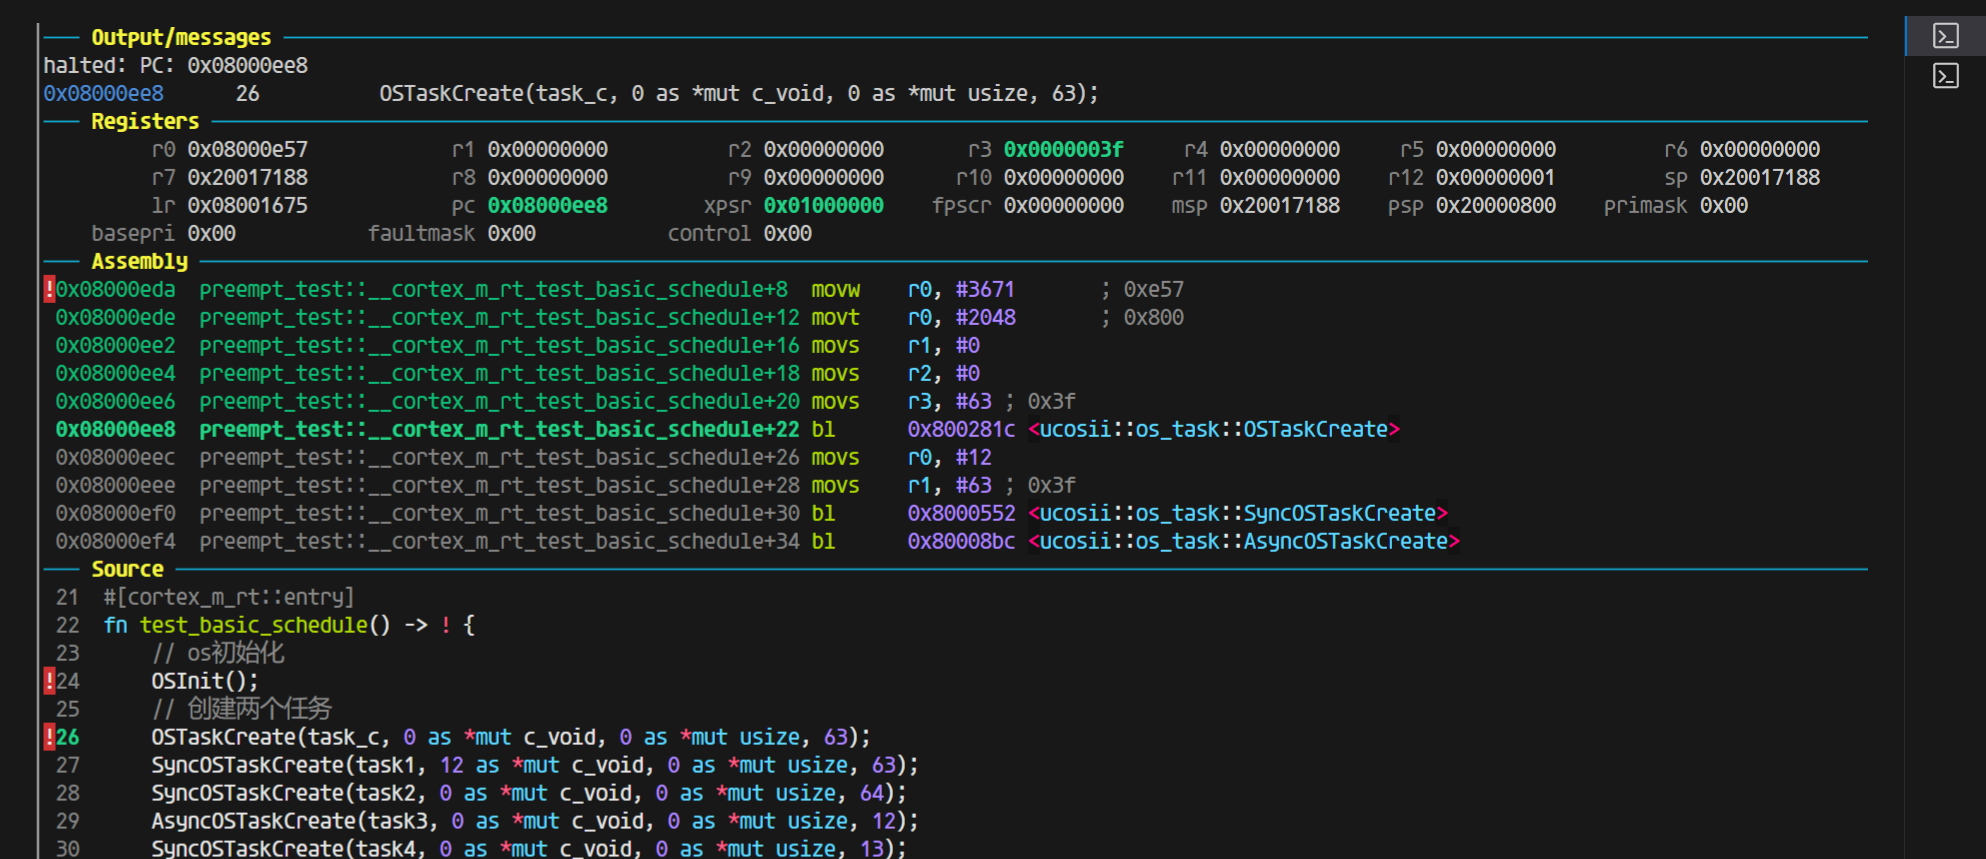 Output/messages
halted: PC: 0x08000ee8
0x08000ee8 26 OSTaskCreate(task_c, 0 as *mut c_void, 0 as *mut usize, 63);
Registers
r0 0x08000e57 r1 0x00000000 r2 0x00000000 r3 0x0000003f r4 0x00000000 r5 0x00000000 r6 0x00000000
r7 0x20017188 r8 0x00000000 r9 0x00000000 r10 0x00000000 r11 0x00000000 r12 0x00000001 sp 0x20017188
lr 0x08001675 pc 0x08000ee8 xpsr 0x01000000 fpscr 0x00000000 msp 0x20017188 psp 0x20000800 primask 0x00
basepri 0x00 faultmask 0x00 control 0x00
Assembly
!0x08000eda preempt_test::__cortex_m_rt_test_basic_schedule+8 movw r0, #3671 ; 0xe57
0x08000ede preempt_test::__cortex_m_rt_test_basic_schedule+12 movt r0, #2048 ; 0x800
0x08000ee2 preempt_test::__cortex_m_rt_test_basic_schedule+16 movs r1, #0
0x08000ee4 preempt_test::__cortex_m_rt_test_basic_schedule+18 movs r2, #0
0x08000ee6 preempt_test::__cortex_m_rt_test_basic_schedule+20 movs r3, #63 ; 0x3f
0x08000ee8 preempt_test::__cortex_m_rt_test_basic_schedule+22 bl 0x800281c <ucosii::os_task::OSTaskCreate>
0x08000eec preempt_test::__cortex_m_rt_test_basic_schedule+26 movs r0, #12
0x08000eee preempt_test::__cortex_m_rt_test_basic_schedule+28 movs r1, #63 ; 0x3f
0x08000ef0 preempt_test::__cortex_m_rt_test_basic_schedule+30 bl 0x8000552 <ucosii::os_task::SyncOSTaskCreate>
0x08000ef4 preempt_test::__cortex_m_rt_test_basic_schedule+34 bl 0x80008bc <ucosii::os_task::AsyncOSTaskCreate>
Source
21 #[cortex_m_rt::entry]
22 fn test_basic_schedule() -> ! {
23 // os初始化
!24 OSInit();
25 // 创建两个任务
!26 OSTaskCreate(task_c, 0 as *mut c_void, 0 as *mut usize, 63);
27 SyncOSTaskCreate(task1, 12 as *mut c_void, 0 as *mut usize, 63);
28 SyncOSTaskCreate(task2, 0 as *mut c_void, 0 as *mut usize, 64);
29 AsyncOSTaskCreate(task3, 0 as *mut c_void, 0 as *mut usize, 12);
30 SyncOSTaskCreate(task4, 0 as *mut c_void, 0 as *mut usize, 13);